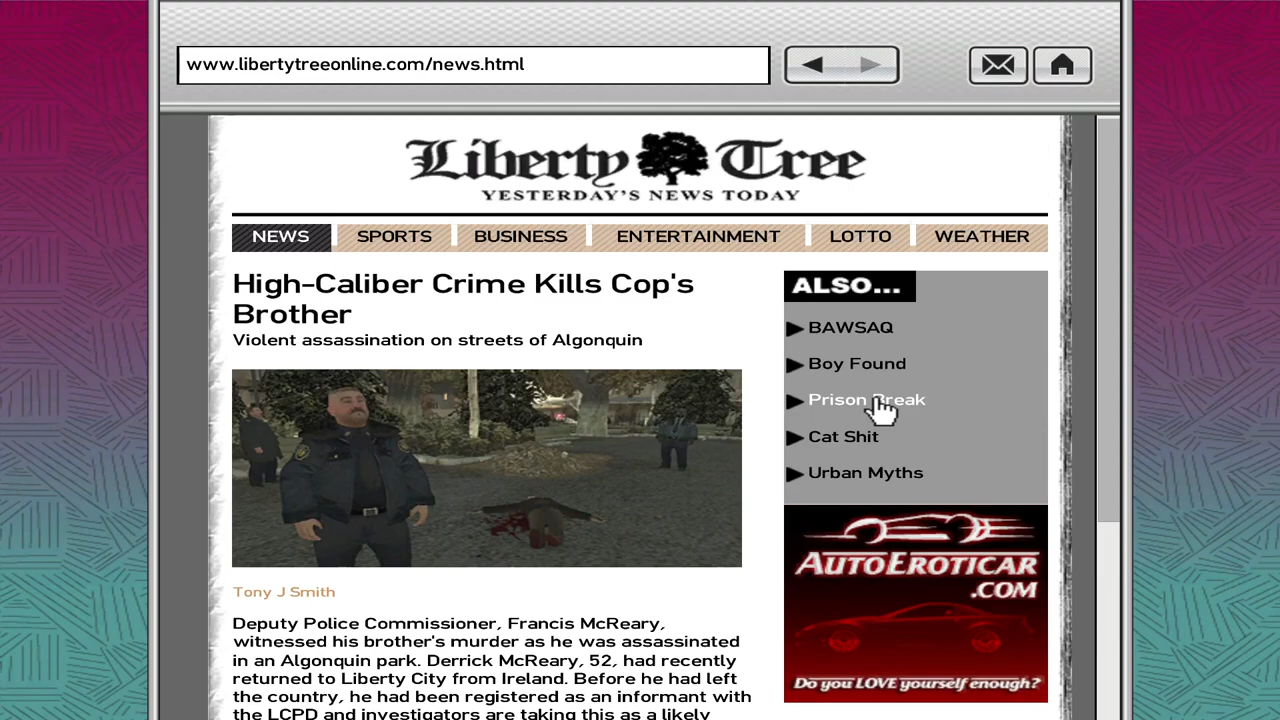 www.libertytreeonline.com/news.html
Liberty Tree
YESTERDAY'S NEWS TODAY
NEWS SPORTS BUSINESS ENTERTAINMENT LOTTO WEATHER
High-Caliber Crime Kills Cop's
Brother
Violent assassination on streets of Algonquin
Tony J Smith
Deputy Police Commissioner, Francis McReary,
witnessed his brother's murder as he was assassinated
in an Algonquin park. Derrick McReary, 52, had recently
returned to Liberty City from Ireland. Before he had left
the country, he had been registered as an informant with
the LCPD and investigators are taking this as a likely
ALSO...
BAWSAQ
Boy Found
Prison Break
Cat Shit
Urban Myths
AUTOEROTICAR
.COM
Do you LOVE yourself enough?